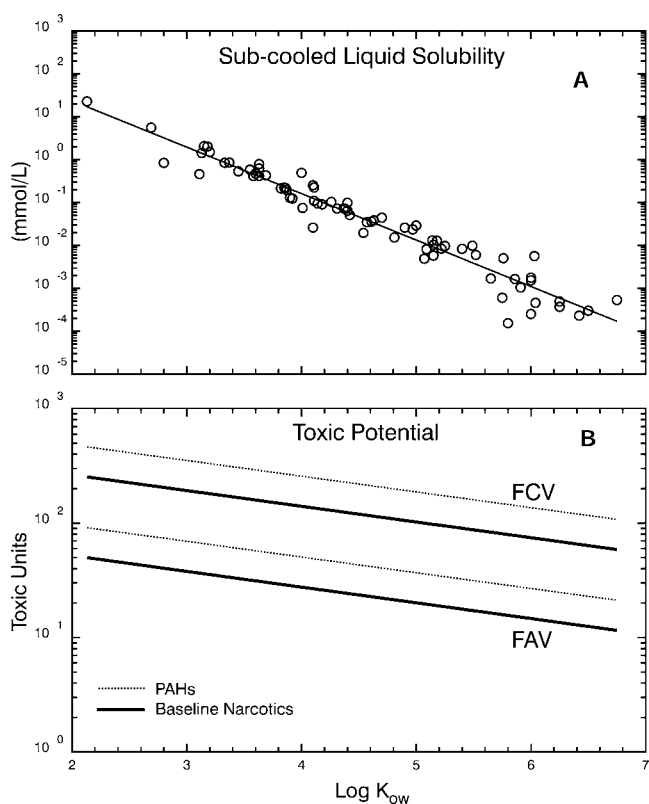 Sub-cooled Liquid Solubility
A
(mmol/L)
10 3
10 2
10 1
10 0
10 -1
10 -2
10 -3
10 -4
10 -5
Toxic Potential
B
Toxic Units
10 3
10 2
10 1
10 0
FCV
FAV
PAHs
Baseline Narcotics
2 3 4 5 6 7
Log Kow